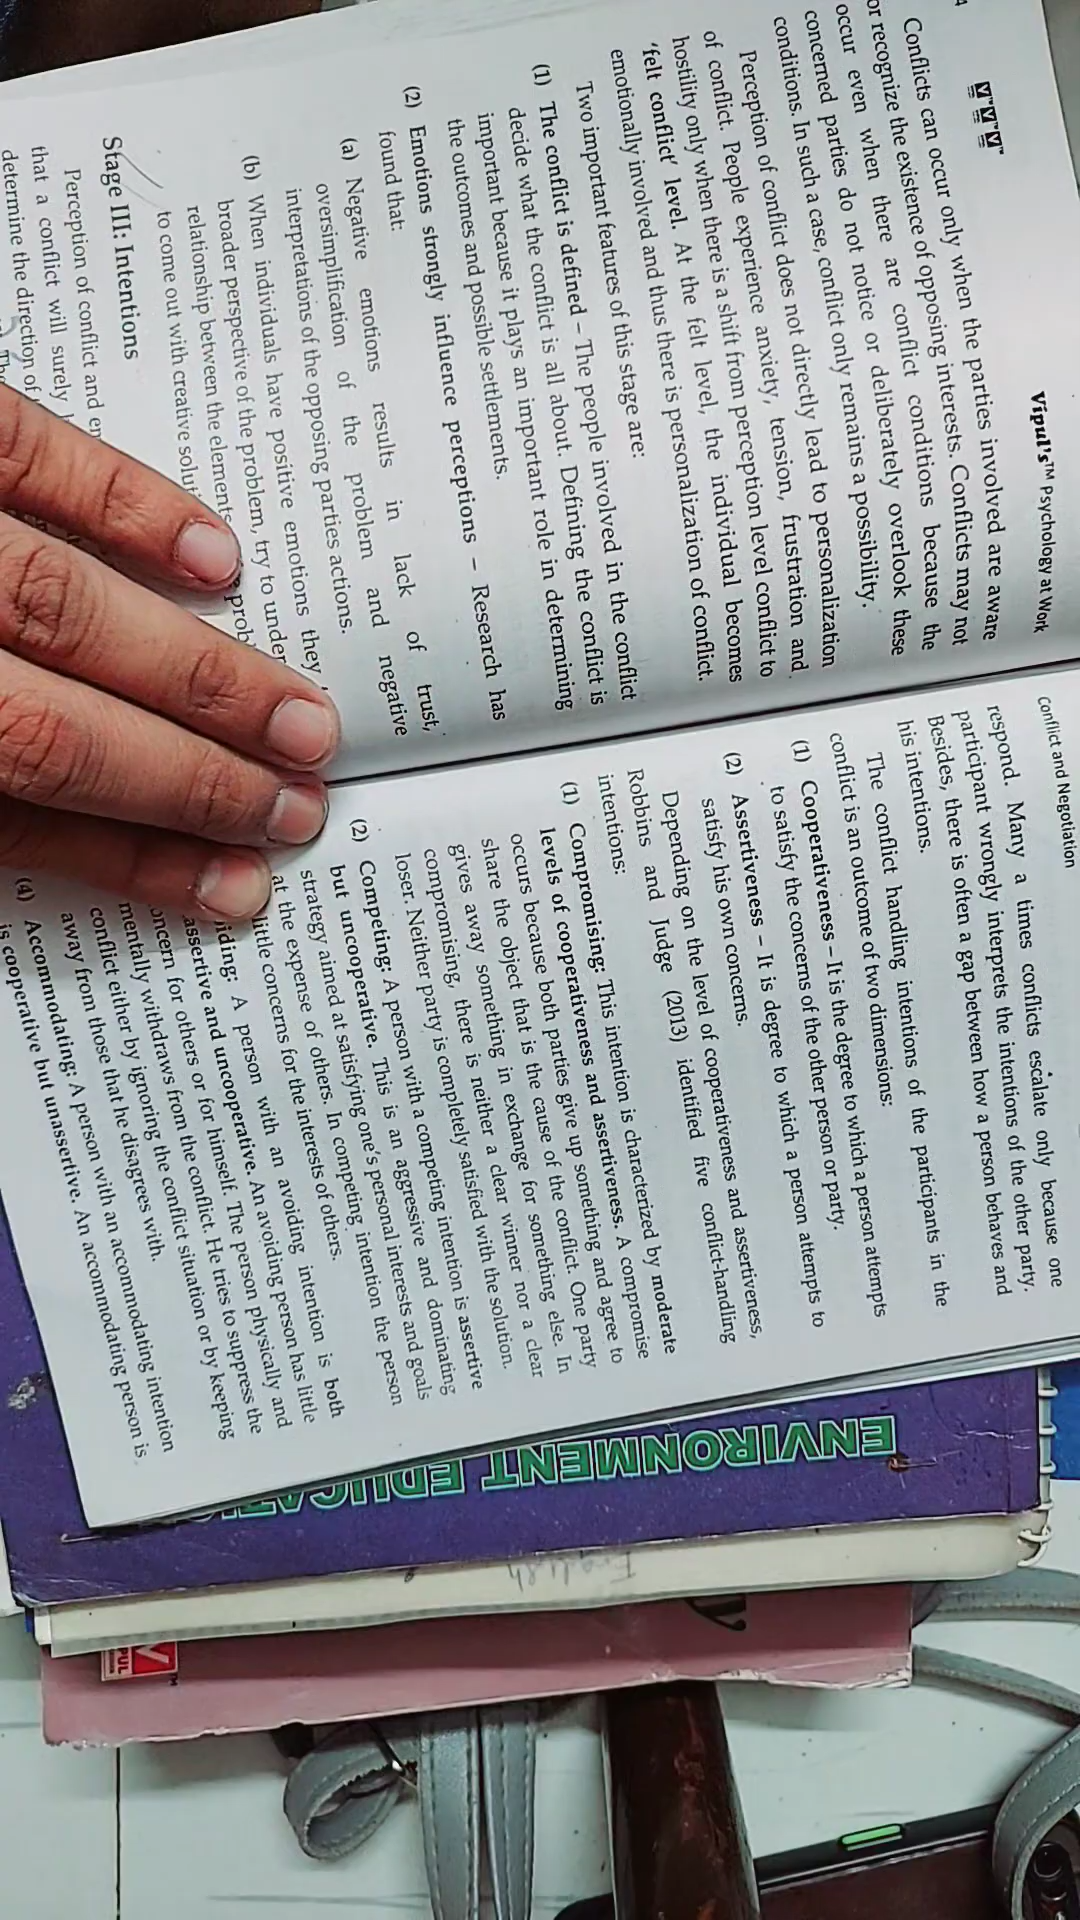 4
Vipul's™ Psychology at Work
V™ V™ V™
Conflicts can occur only when the parties involved are aware
or recognize the existence of opposing interests. Conflicts may not
occur even when there are conflict conditions because the
concerned parties do not notice or deliberately overlook these
conditions. In such a case, conflict only remains a possibility.
Perception of conflict does not directly lead to personalization
of conflict. People experience anxiety, tension, frustration and
hostility only when there is a shift from perception level conflict to
'felt conflict' level. At the felt level, the individual becomes
emotionally involved and thus there is personalization of conflict.
Two important features of this stage are:
(1) The conflict is defined – The people involved in the conflict
decide what the conflict is all about. Defining the conflict is
important because it plays an important role in determining
the outcomes and possible settlements.
(2) Emotions strongly influence perceptions – Research has
found that:
(a) Negative emotions results in lack of trust,
oversimplification of the problem and negative
interpretations of the opposing parties actions.
(b) When individuals have positive emotions they
broader perspective of the problem, try to under
relationship between the elements prob
to come out with creative solut
Stage III: Intentions
Perception of conflict and
that a conflict will surely
determine the direction of
conflict and Negotiation
respond. Many a times conflicts escalate only because one
participant wrongly interprets the intentions of the other party.
Besides, there is often a gap between how a person behaves and
his intentions.
The conflict handling intentions of the participants in the
conflict is an outcome of two dimensions:
(1) Cooperativeness – It is the degree to which a person attempts
to satisfy the concerns of the other person or party.
(2) Assertiveness – It is degree to which a person attempts to
satisfy his own concerns.
Depending on the level of cooperativeness and assertiveness,
Robbins and Judge (2013) identified five conflict-handling
intentions:
(1) Compromising: This intention is characterized by moderate
levels of cooperativeness and assertiveness. A compromise
occurs because both parties give up something and agree to
share the object that is the cause of the conflict. One party
gives away something in exchange for something else. In
compromising, there is neither a clear winner nor a clear
loser. Neither party is completely satisfied with the solution.
(2) Competing: A person with a competing intention is assertive
but uncooperative. This is an aggressive and dominating
strategy aimed at satisfying one's personal interests and goals
at the expense of others. In competing intention the person
little concerns for the interests of others.
iding: A person with an avoiding intention is both
assertive and uncooperative. An avoiding person has little
oncern for others or for himself. The person physically and
mentally withdraws from the conflict. He tries to suppress the
conflict either by ignoring the conflict situation or by keeping
away from those that he disagrees with.
(4) Accommodating: A person with an accommodating intention
is cooperative but unassertive. An accommodating person is
ENVIRONMENT EDUCATI
English
y,
V™
PUL